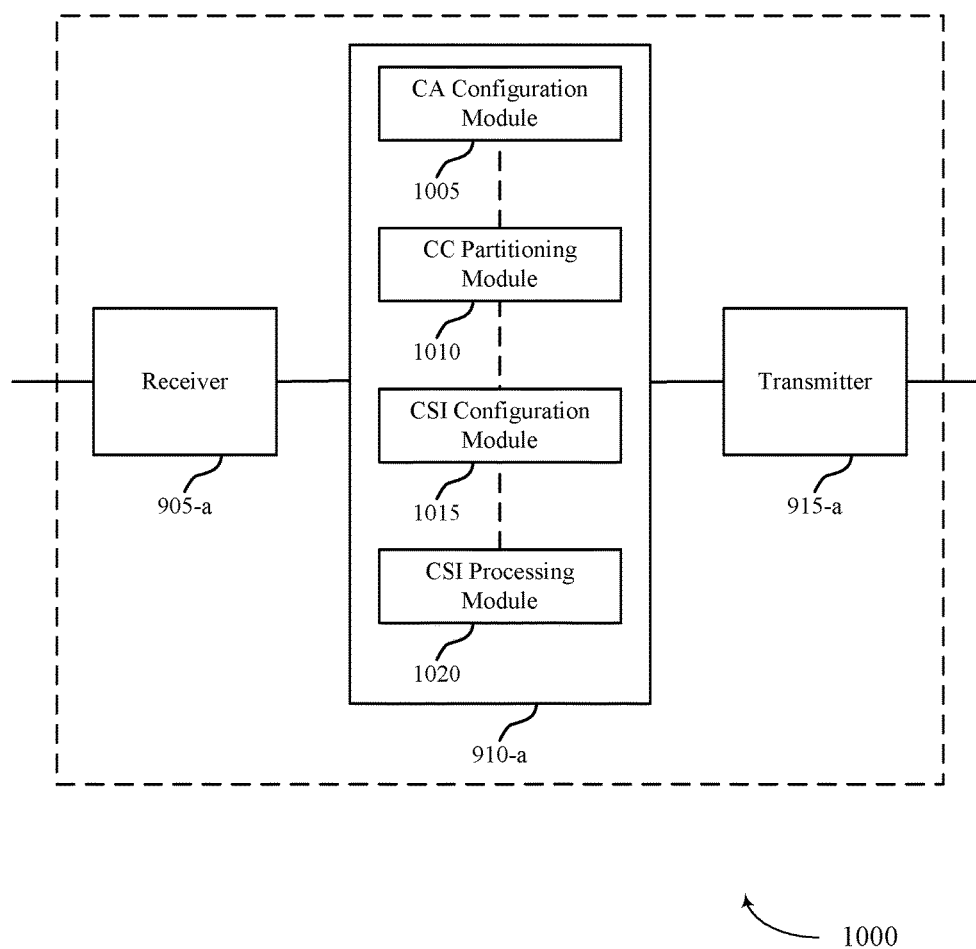 CA Configuration
Module
1005
CC Partitioning
Module
1010
Receiver
905-a
CSI Configuration
Module
1015
Transmitter
915-a
CSI Processing
Module
1020
910-a
1000